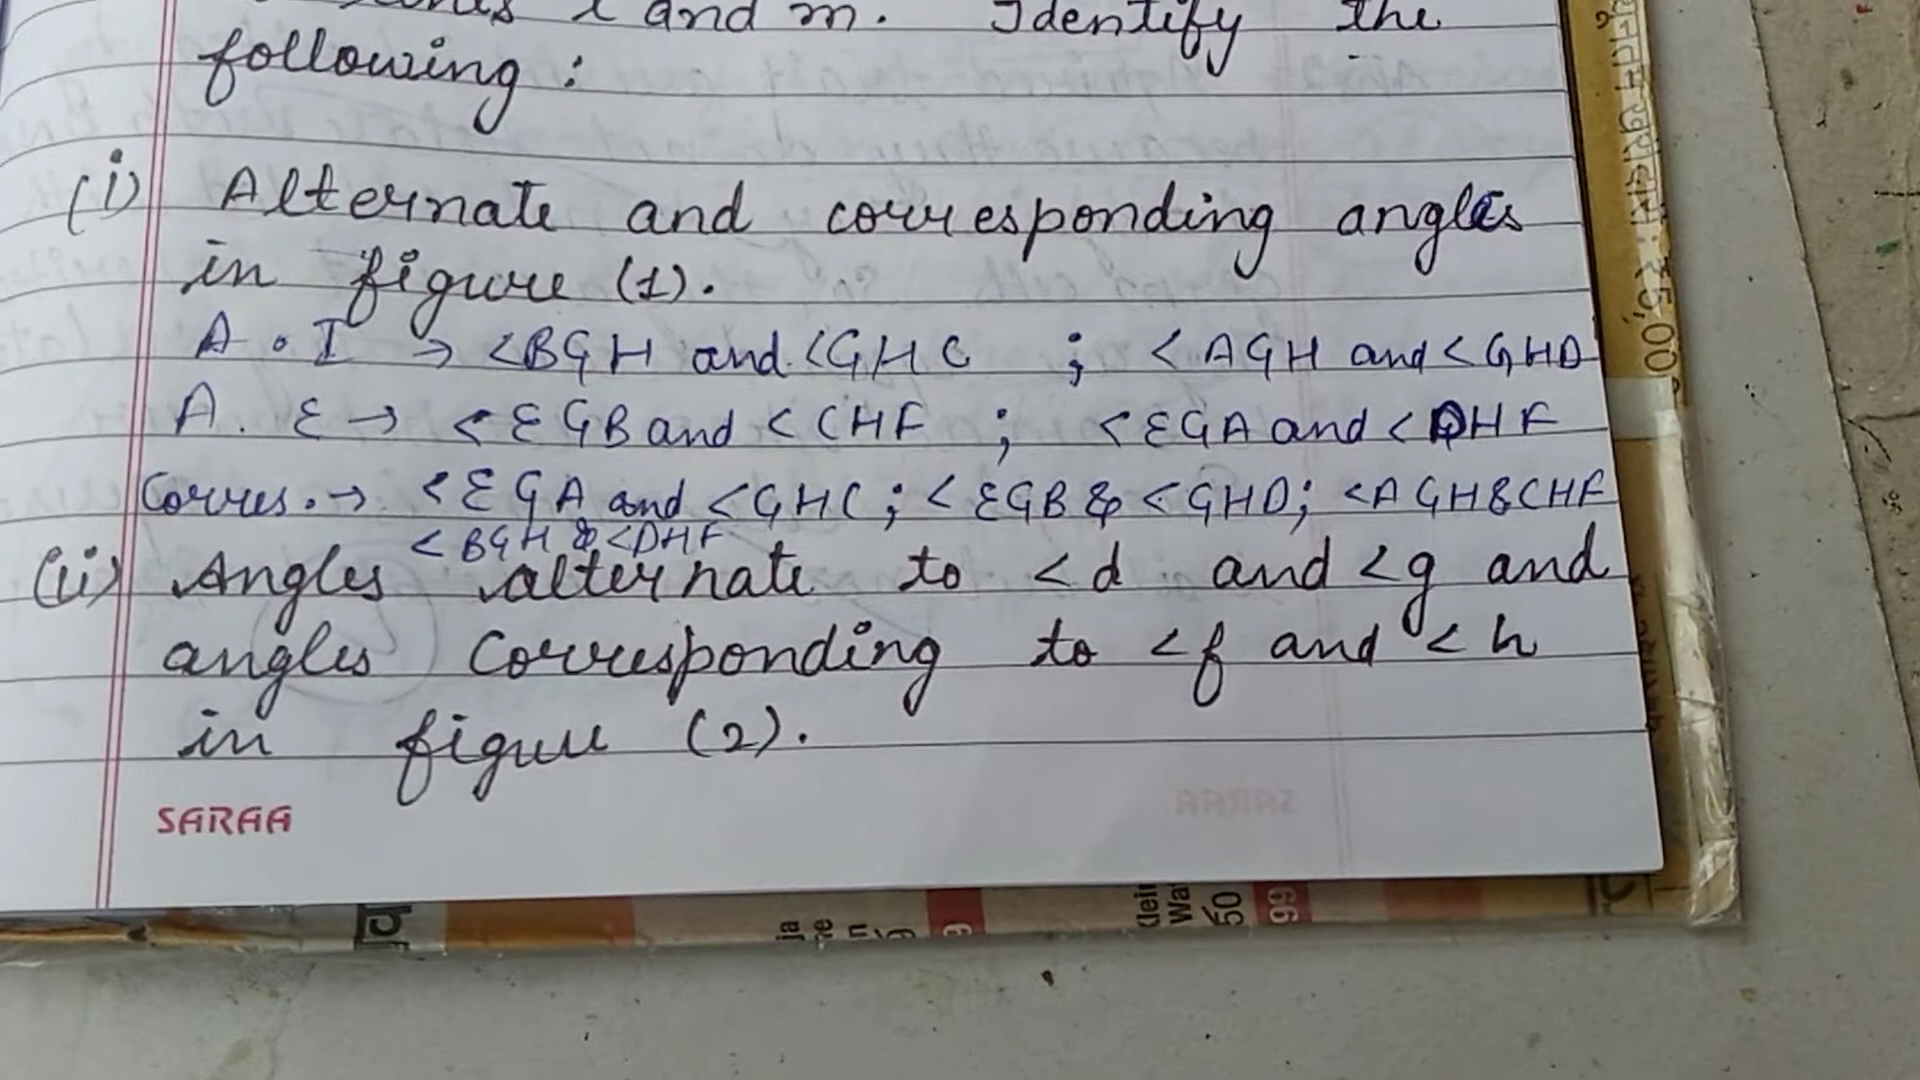 l and m. Identify the
following :
(i) Alternate and corresponding angles
in figure (1).
A . I → <BGH and <GHC ; <AGH and <GHD
A. E → <EGB and <CHF ; <EGA and <DHF
Corres. → <EGA and <GHC ; <EGB & <GHD; <AGH & CHF
<BGH & <DHF
(ii) Angles alternate to <d and <g and
angles corresponding to <f and <h
in figure (2).
SARAA